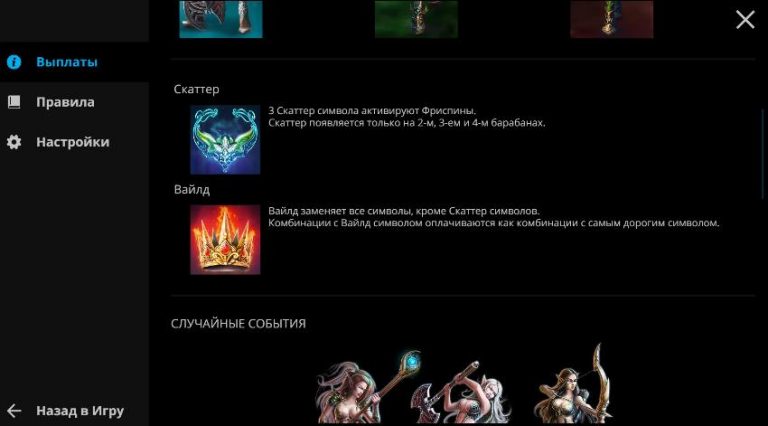 Выплаты
Правила
Настройки
Назад в Игру
Скаттер
3 Скаттер символа активируют Фриспины.
Скаттер появляется только на 2-м, 3-ем и 4-м барабанах.
Вайлд
Вайлд заменяет все символы, кроме Скаттер символов.
Комбинации с Вайлд символом оплачиваются как комбинации с самым дорогим символом.
СЛУЧАЙНЫЕ СОБЫТИЯ